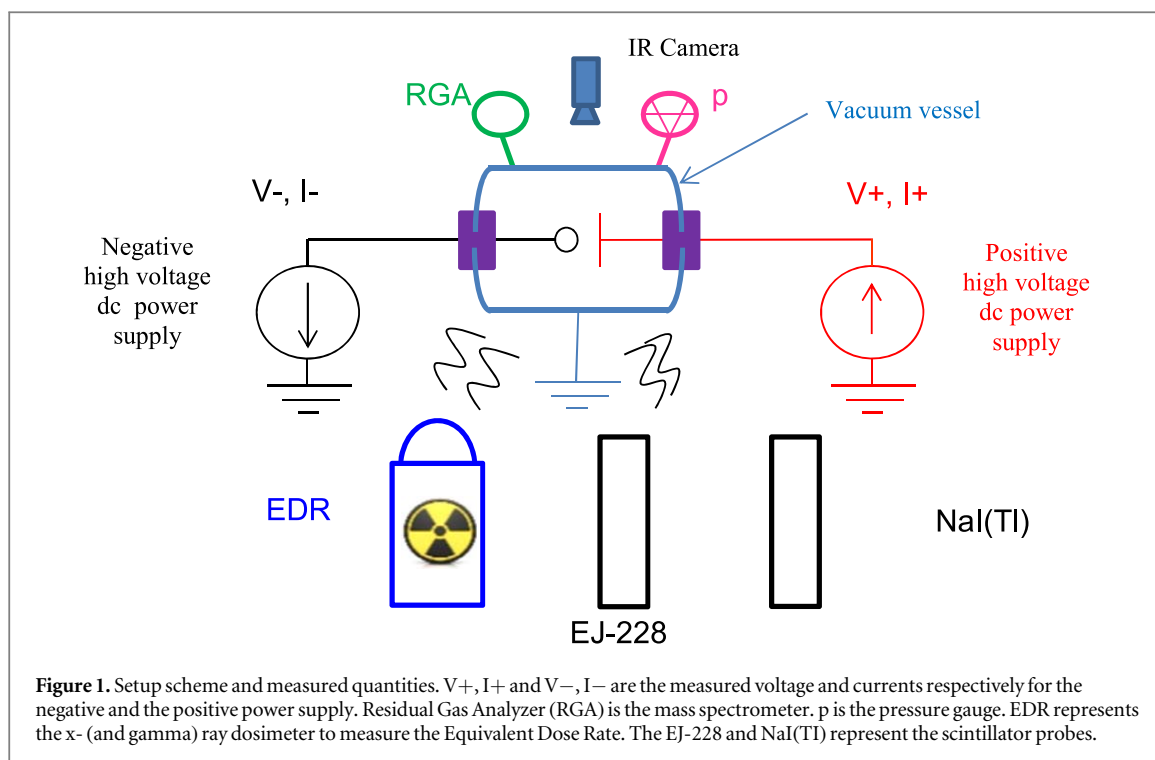 IR Camera
RGA
p
Vacuum vessel
V-, I-
V+, I+
Negative
high voltage
dc power
supply
Positive
high voltage
dc power
supply
EDR
EJ-228
NaI(TI)
Figure 1. Setup scheme and measured quantities. V+, I+ and V−, I− are the measured voltage and currents respectively for the
negative and the positive power supply. Residual Gas Analyzer (RGA) is the mass spectrometer. p is the pressure gauge. EDR represents
the x- (and gamma) ray dosimeter to measure the Equivalent Dose Rate. The EJ-228 and NaI(TI) represent the scintillator probes.